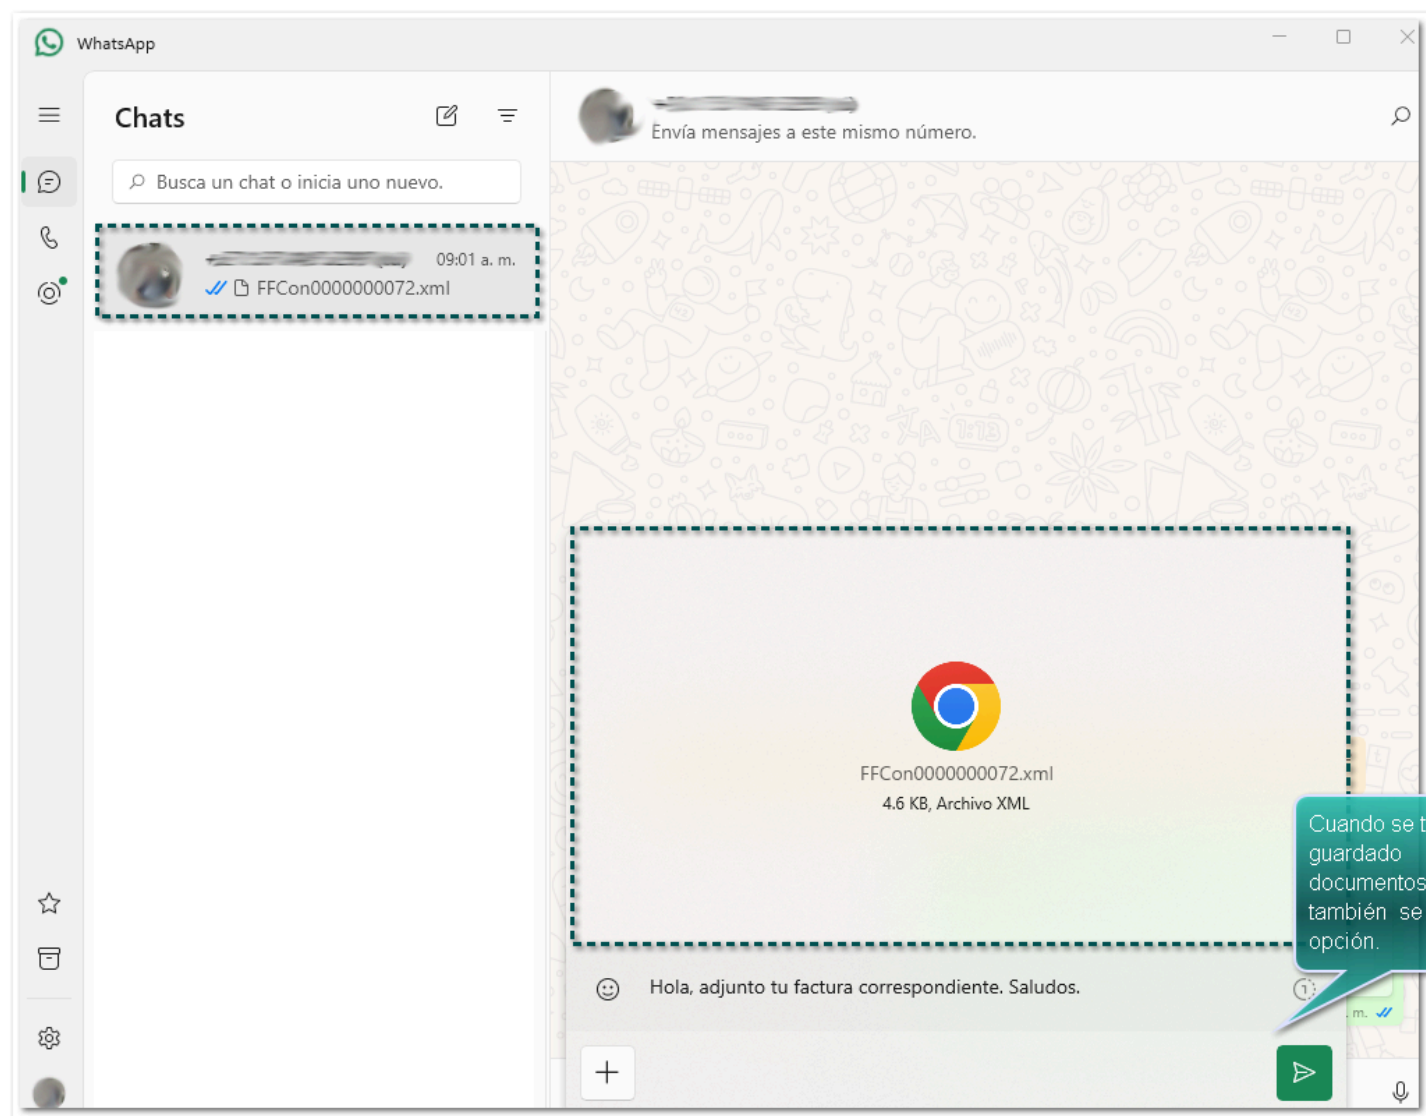 WhatsApp
Chats
Envía mensajes a este mismo número.
Busca un chat o inicia uno nuevo.
09:01 a. m.
FFCon0000000072.xml
FFCon0000000072.xml
4.6 KB, Archivo XML
Cuando se
guardado
documentos
también se
opción.
Hola, adjunto tu factura correspondiente. Saludos.
1
m.